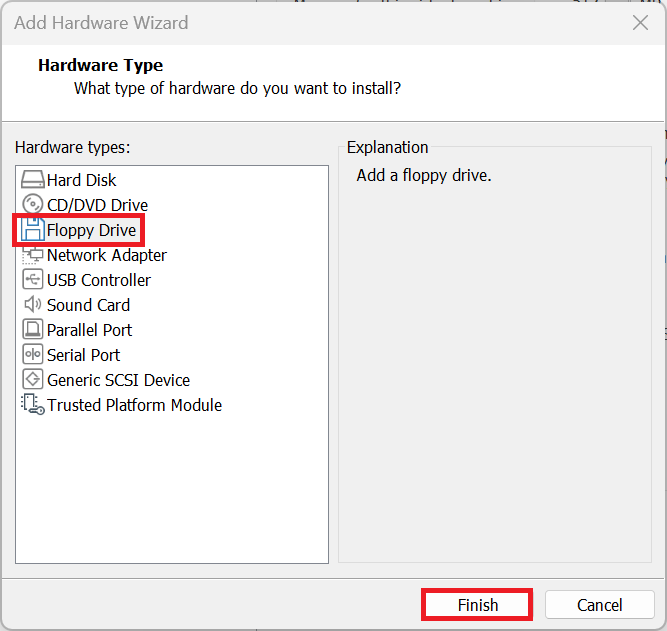 Add Hardware Wizard
Hardware Type
What type of hardware do you want to install?
Hardware types:
Hard Disk
CD/DVD Drive
Floppy Drive
Network Adapter
USB Controller
Sound Card
Parallel Port
Serial Port
Generic SCSI Device
Trusted Platform Module
Explanation
Add a floppy drive.
Finish
Cancel